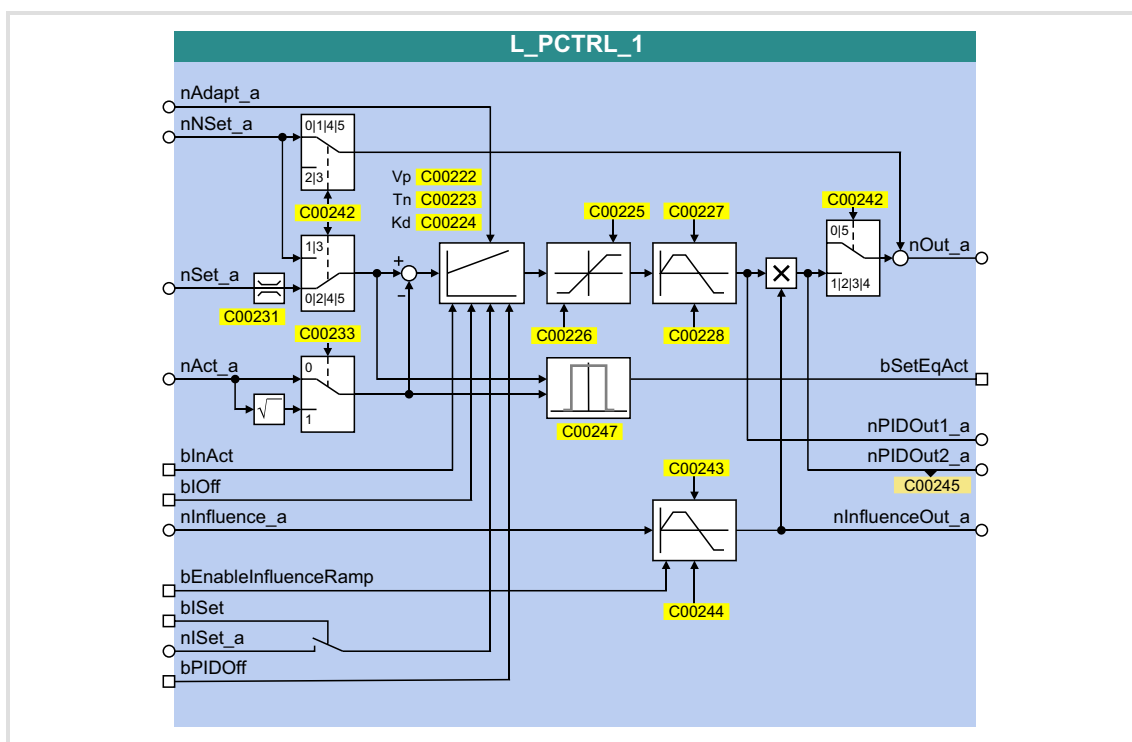 L_PCTRL_1
nAdapt_a
nNSet_a
0|1|4|5
2|3
Vp C00222
Tn C00223
Kd C00224
C00242
C00225
C00227
C00242
1|3
0|2|4|5
nSet_a
C00231
+
−
0|5
1|2|3|4
nOut_a
C00226
C00228
C00233
nAct_a
0
1
√
bSetEqAct
C00247
nPIDOut1_a
nPIDOut2_a
C00245
bInAct
bIOff
C00243
nInfluence_a
nInfluenceOut_a
bEnableInfluenceRamp
C00244
bISet
nISet_a
bPIDOff